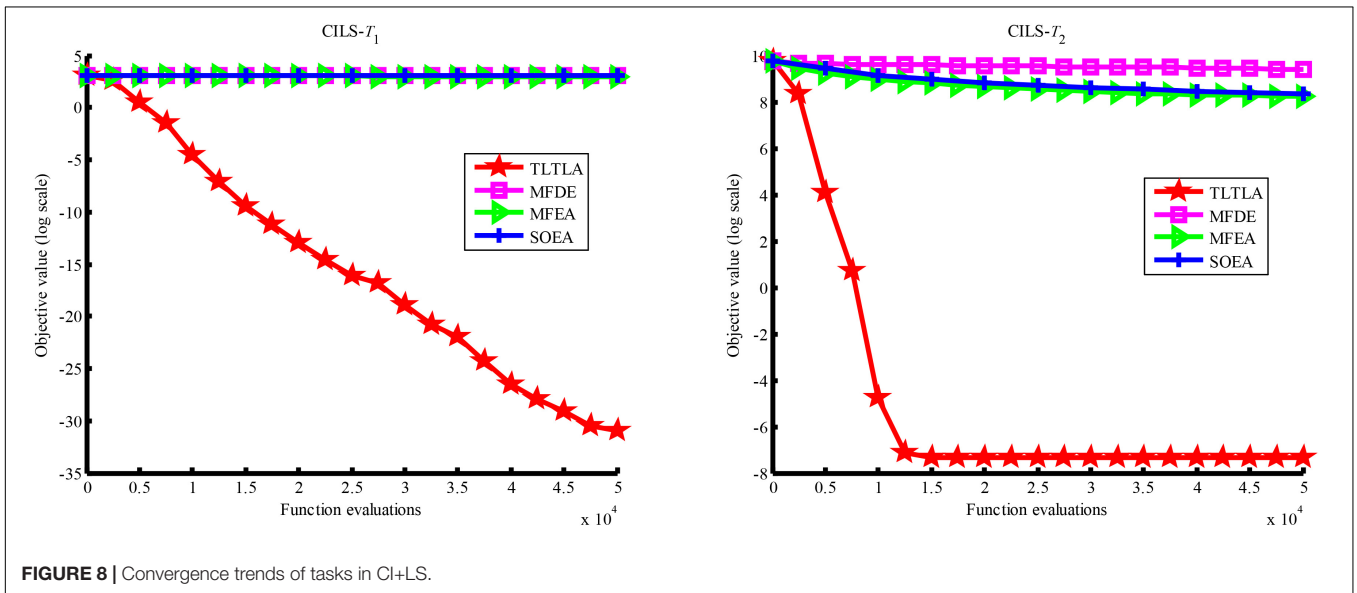 CILS-T1
5
0
-5
-10
-15
-20
-25
-30
-35
Objective value (log scale)
0 0.5 1 1.5 2 2.5 3 3.5 4 4.5 5
Function evaluations
x 10^4
TLTLA
MFDE
MFEA
SOEA
CILS-T2
10
8
6
4
2
0
-2
-4
-6
-8
Objective value (log scale)
0 0.5 1 1.5 2 2.5 3 3.5 4 4.5 5
Function evaluations
x 10^4
TLTLA
MFDE
MFEA
SOEA
FIGURE 8 | Convergence trends of tasks in CI+LS.